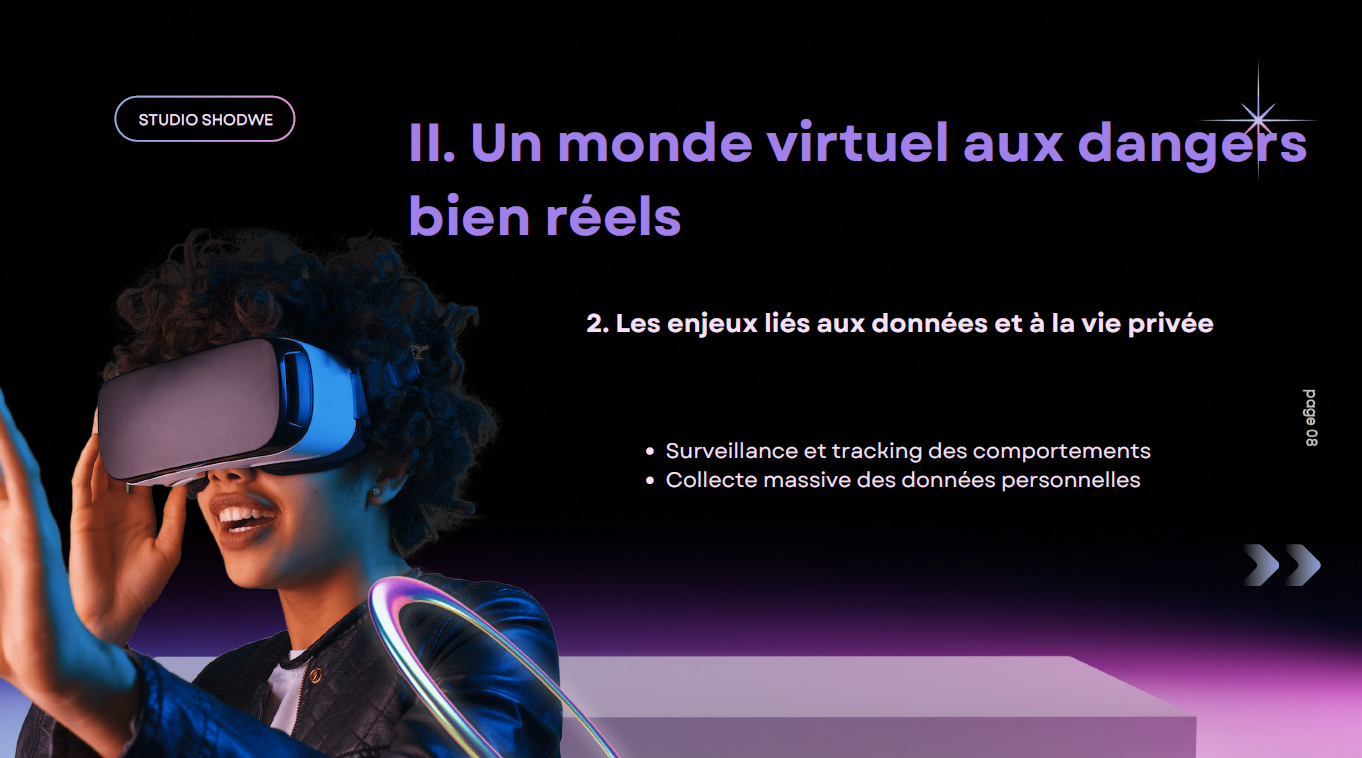 STUDIO SHODWE
II. Un monde virtuel aux dangers
bien réels
2. Les enjeux liés aux données et à la vie privée
page 08
• Surveillance et tracking des comportements
• Collecte massive des données personnelles